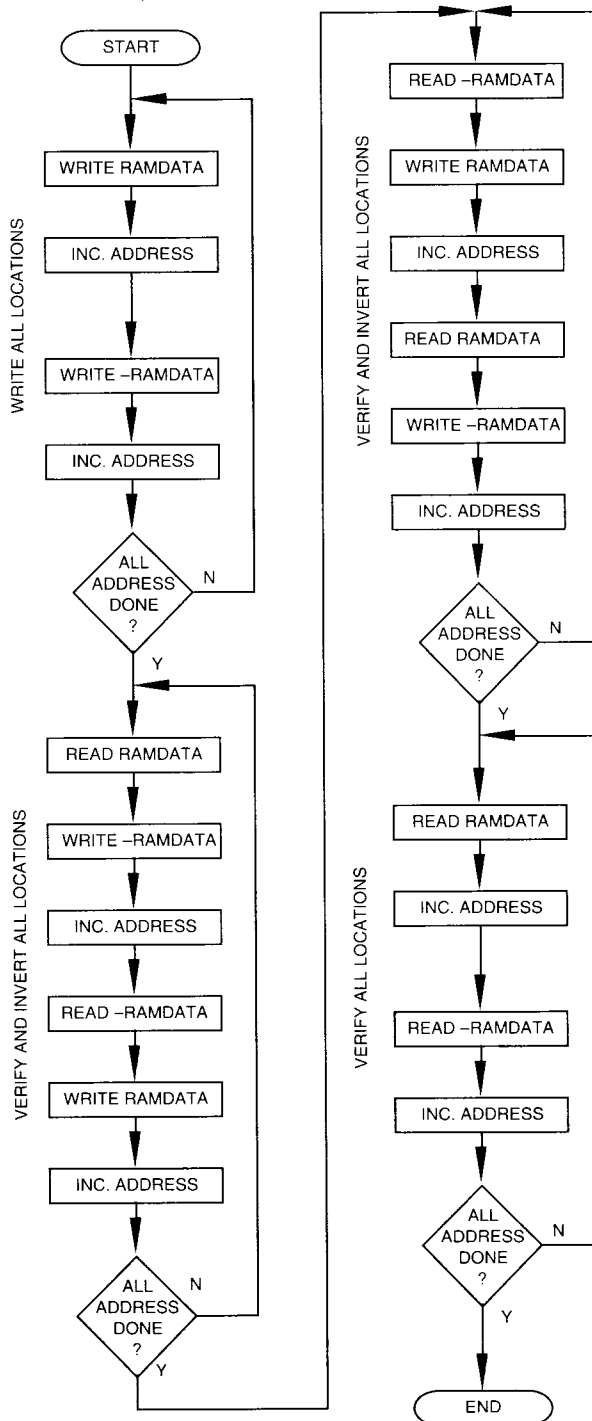 START
WRITE RAMDATA
INC. ADDRESS
WRITE –RAMDATA
INC. ADDRESS
ALL
ADDRESS
DONE
?
N
Y
WRITE ALL LOCATIONS
READ RAMDATA
WRITE –RAMDATA
INC. ADDRESS
READ –RAMDATA
WRITE RAMDATA
INC. ADDRESS
ALL
ADDRESS
DONE
?
N
Y
VERIFY AND INVERT ALL LOCATIONS
READ –RAMDATA
WRITE RAMDATA
INC. ADDRESS
READ RAMDATA
WRITE –RAMDATA
INC. ADDRESS
ALL
ADDRESS
DONE
?
N
Y
VERIFY AND INVERT ALL LOCATIONS
READ RAMDATA
INC. ADDRESS
READ –RAMDATA
INC. ADDRESS
ALL
ADDRESS
DONE
?
N
Y
VERIFY ALL LOCATIONS
END